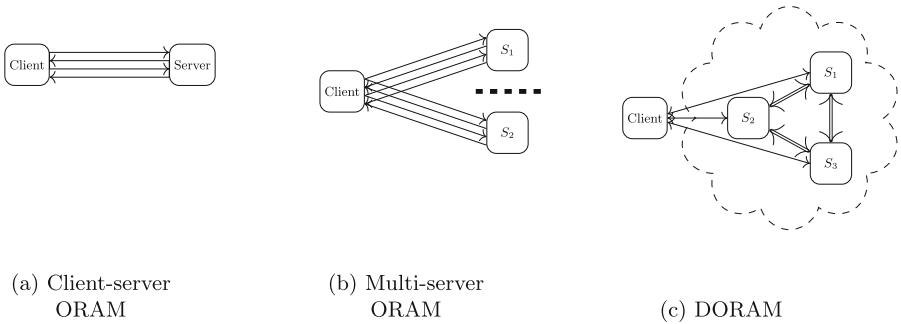 Client
Server
(a) Client-server
ORAM
Client
S₁
S₂
(b) Multi-server
ORAM
Client
S₁
S₂
S₃
(c) DORAM